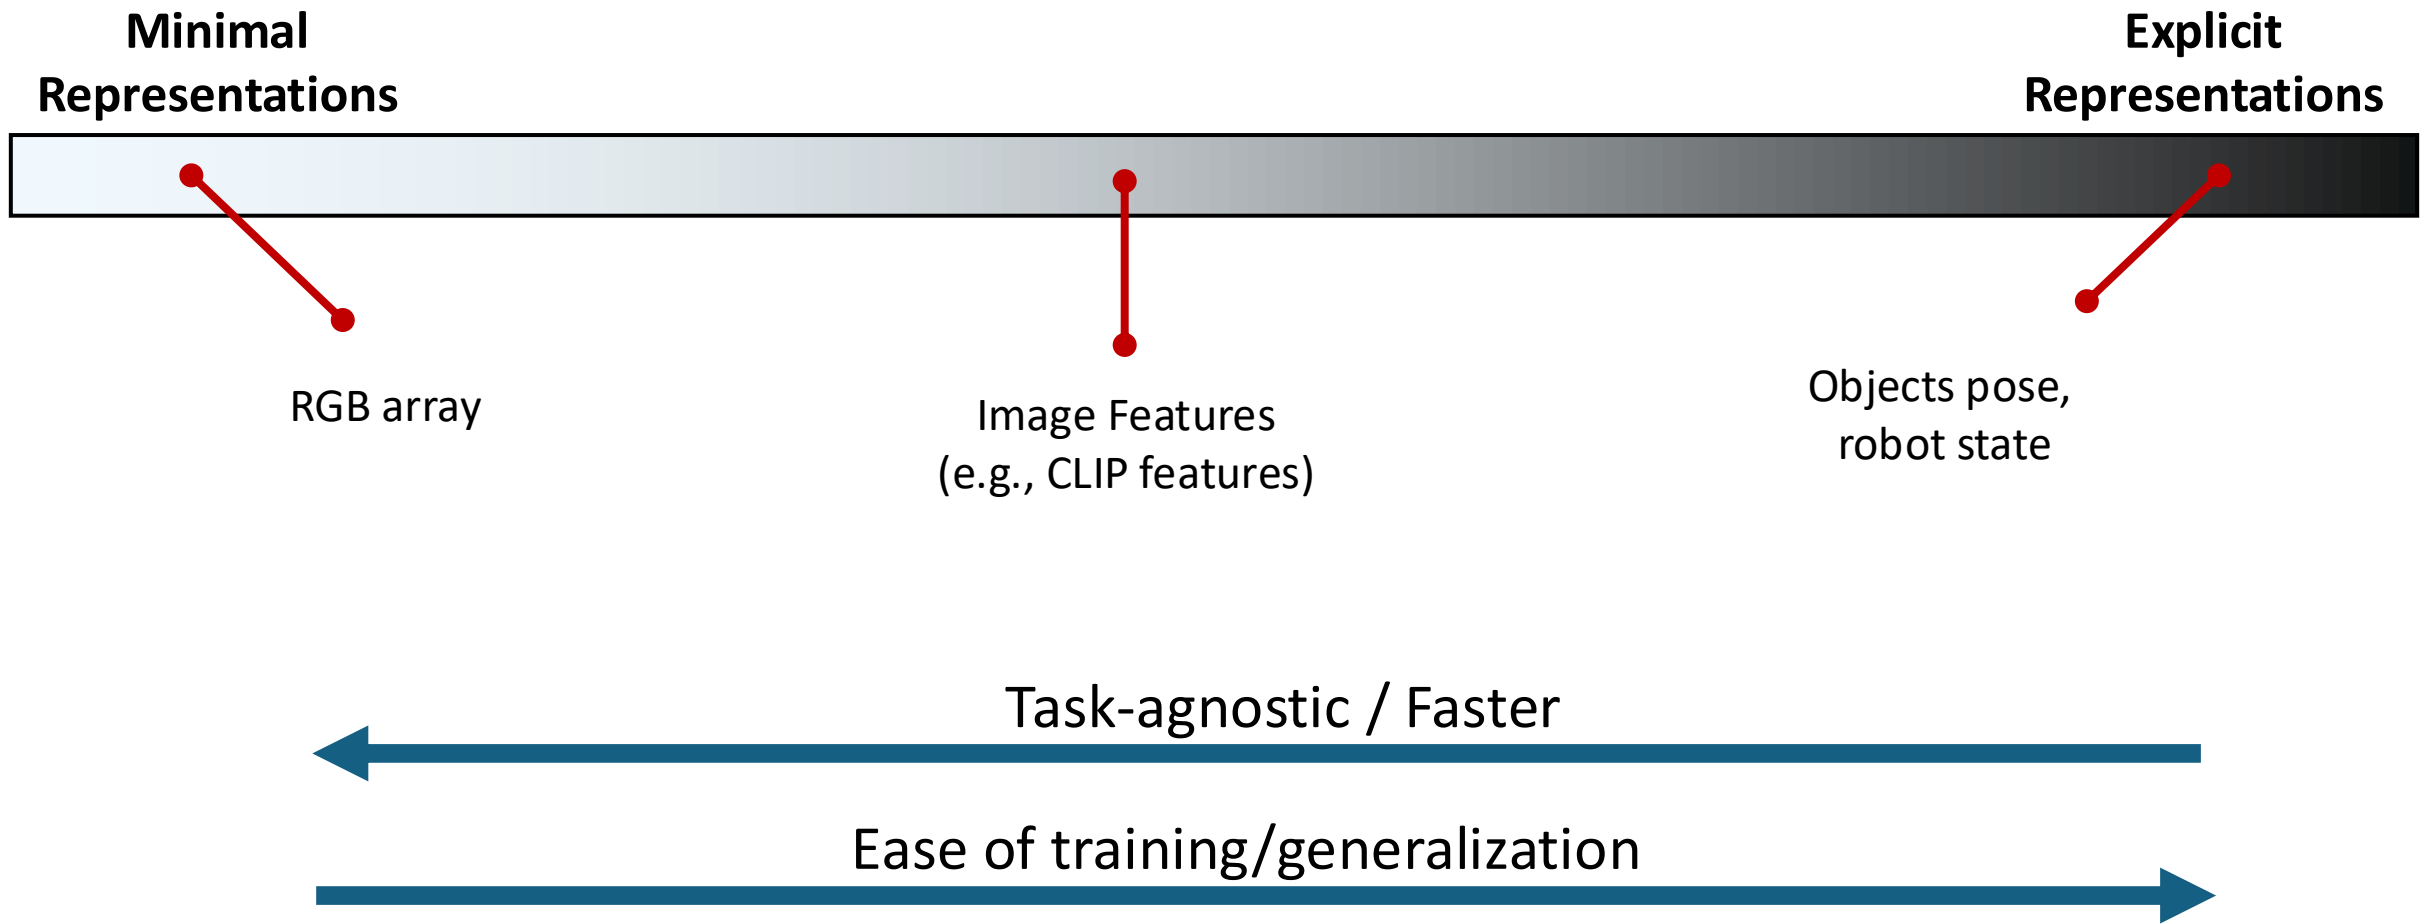 Minimal
Representations
Explicit
Representations
RGB array
Image Features
(e.g., CLIP features)
Objects pose,
robot state
Task-agnostic / Faster
Ease of training/generalization